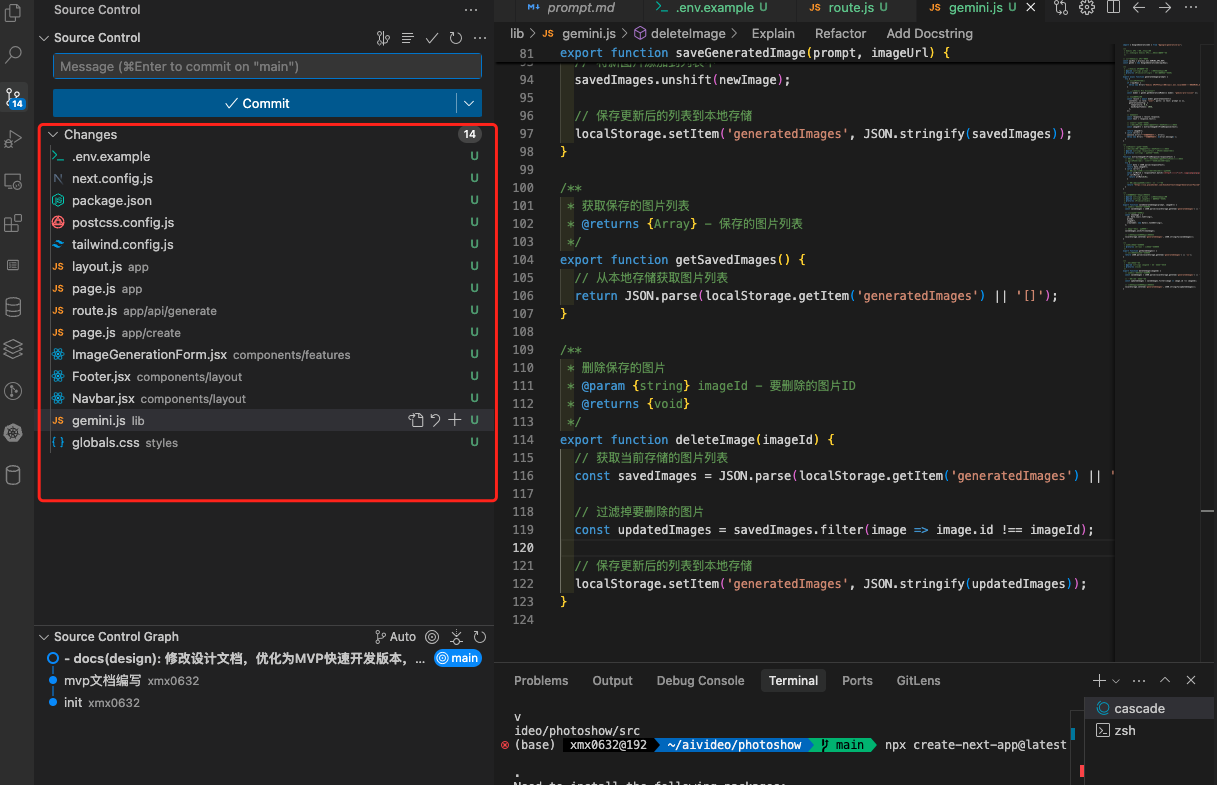 Source Control
Source Control
Message (⌘Enter to commit on "main")
Commit
Changes 14
.env.example U
next.config.js U
package.json U
postcss.config.js U
tailwind.config.js U
layout.js app U
page.js app U
route.js app/api/generate U
page.js app/create U
ImageGenerationForm.jsx components/features U
Footer.jsx components/layout U
Navbar.jsx components/layout U
gemini.js lib U
globals.css styles U
Source Control Graph Auto
- docs(design): 修改设计文档，优化为MVP快速开发版本，... main
mvp文档编写 xmx0632
init xmx0632
14
prompt.md .env.example U route.js U gemini.js U
lib > gemini.js > deleteImage > Explain Refactor Add Docstring
81 export function saveGeneratedImage(prompt, imageUrl) {
94 savedImages.unshift(newImage);
95
96 // 保存更新后的列表到本地存储
97 localStorage.setItem('generatedImages', JSON.stringify(savedImages));
98 }
99
100 /**
101 * 获取保存的图片列表
102 * @returns {Array} - 保存的图片列表
103 */
104 export function getSavedImages() {
105 // 从本地存储获取图片列表
106 return JSON.parse(localStorage.getItem('generatedImages') || '[]');
107 }
108
109 /**
110 * 删除保存的图片
111 * @param {string} imageId - 要删除的图片ID
112 * @returns {void}
113 */
114 export function deleteImage(imageId) {
115 // 获取当前存储的图片列表
116 const savedImages = JSON.parse(localStorage.getItem('generatedImages') || '
117
118 // 过滤掉要删除的图片
119 const updatedImages = savedImages.filter(image => image.id !== imageId);
120
121 // 保存更新后的列表到本地存储
122 localStorage.setItem('generatedImages', JSON.stringify(updatedImages));
123 }
124
Problems Output Debug Console Terminal Ports GitLens
v
ideo/photoshow/src
(base) xmx0632@192 ~/aivideo/photoshow main npx create-next-app@latest
.
Need to install the following packages:
cascade
zsh